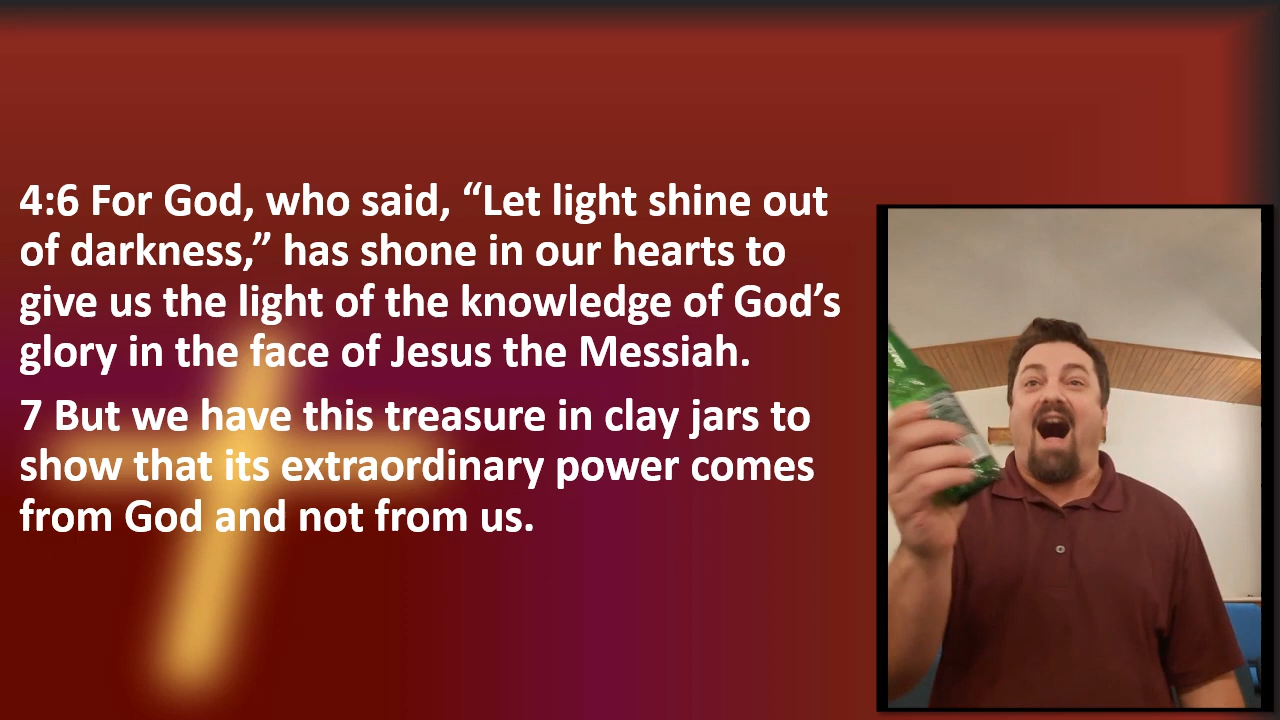 4:6 For God, who said, “Let light shine out
of darkness,” has shone in our hearts to
give us the light of the knowledge of God’s
glory in the face of Jesus the Messiah.
7 But we have this treasure in clay jars to
show that its extraordinary power comes
from God and not from us.